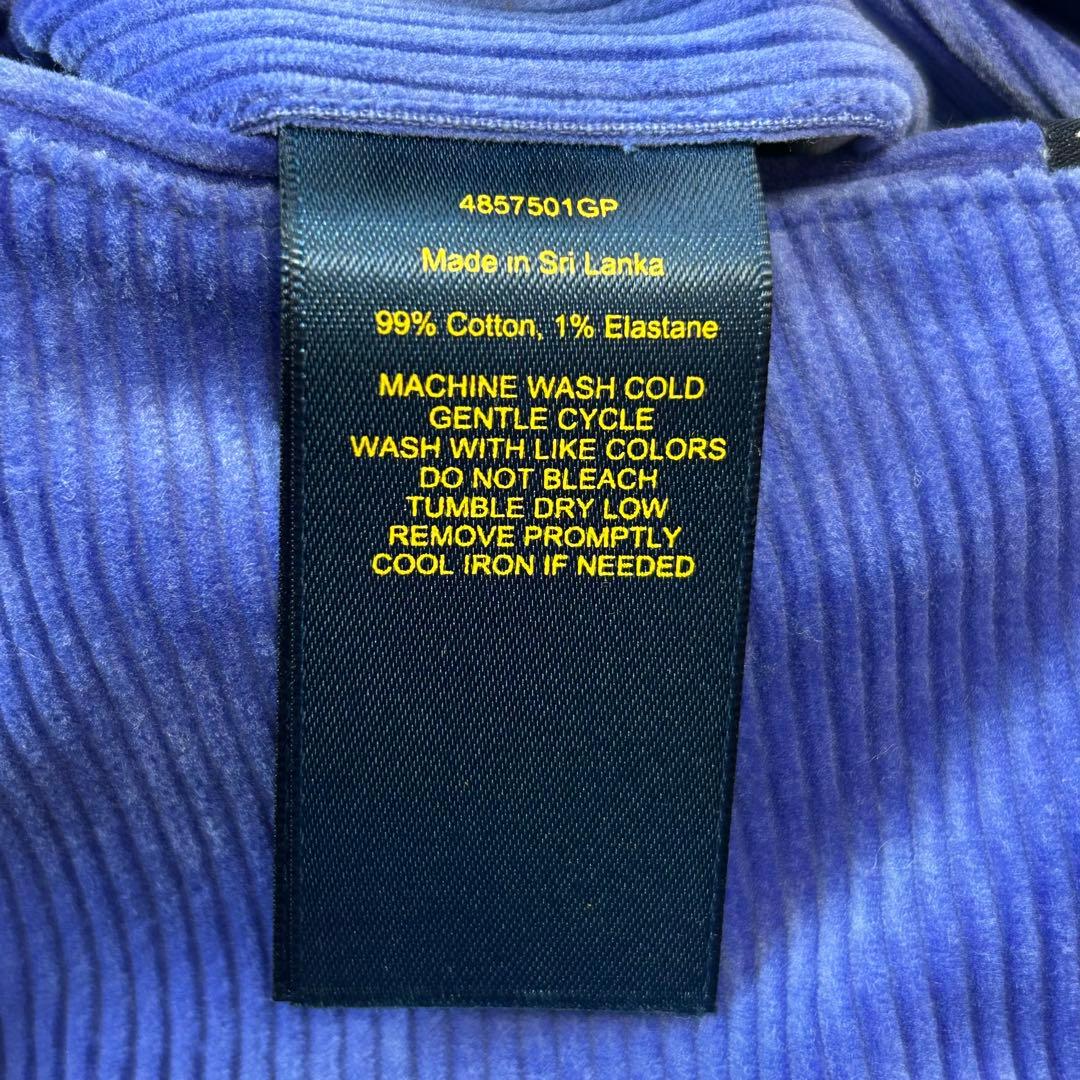 4857501GP
Made in Sri Lanka
99% Cotton, 1% Elastane
MACHINE WASH COLD
GENTLE CYCLE
WASH WITH LIKE COLORS
DO NOT BLEACH
TUMBLE DRY LOW
REMOVE PROMPTLY
COOL IRON IF NEEDED